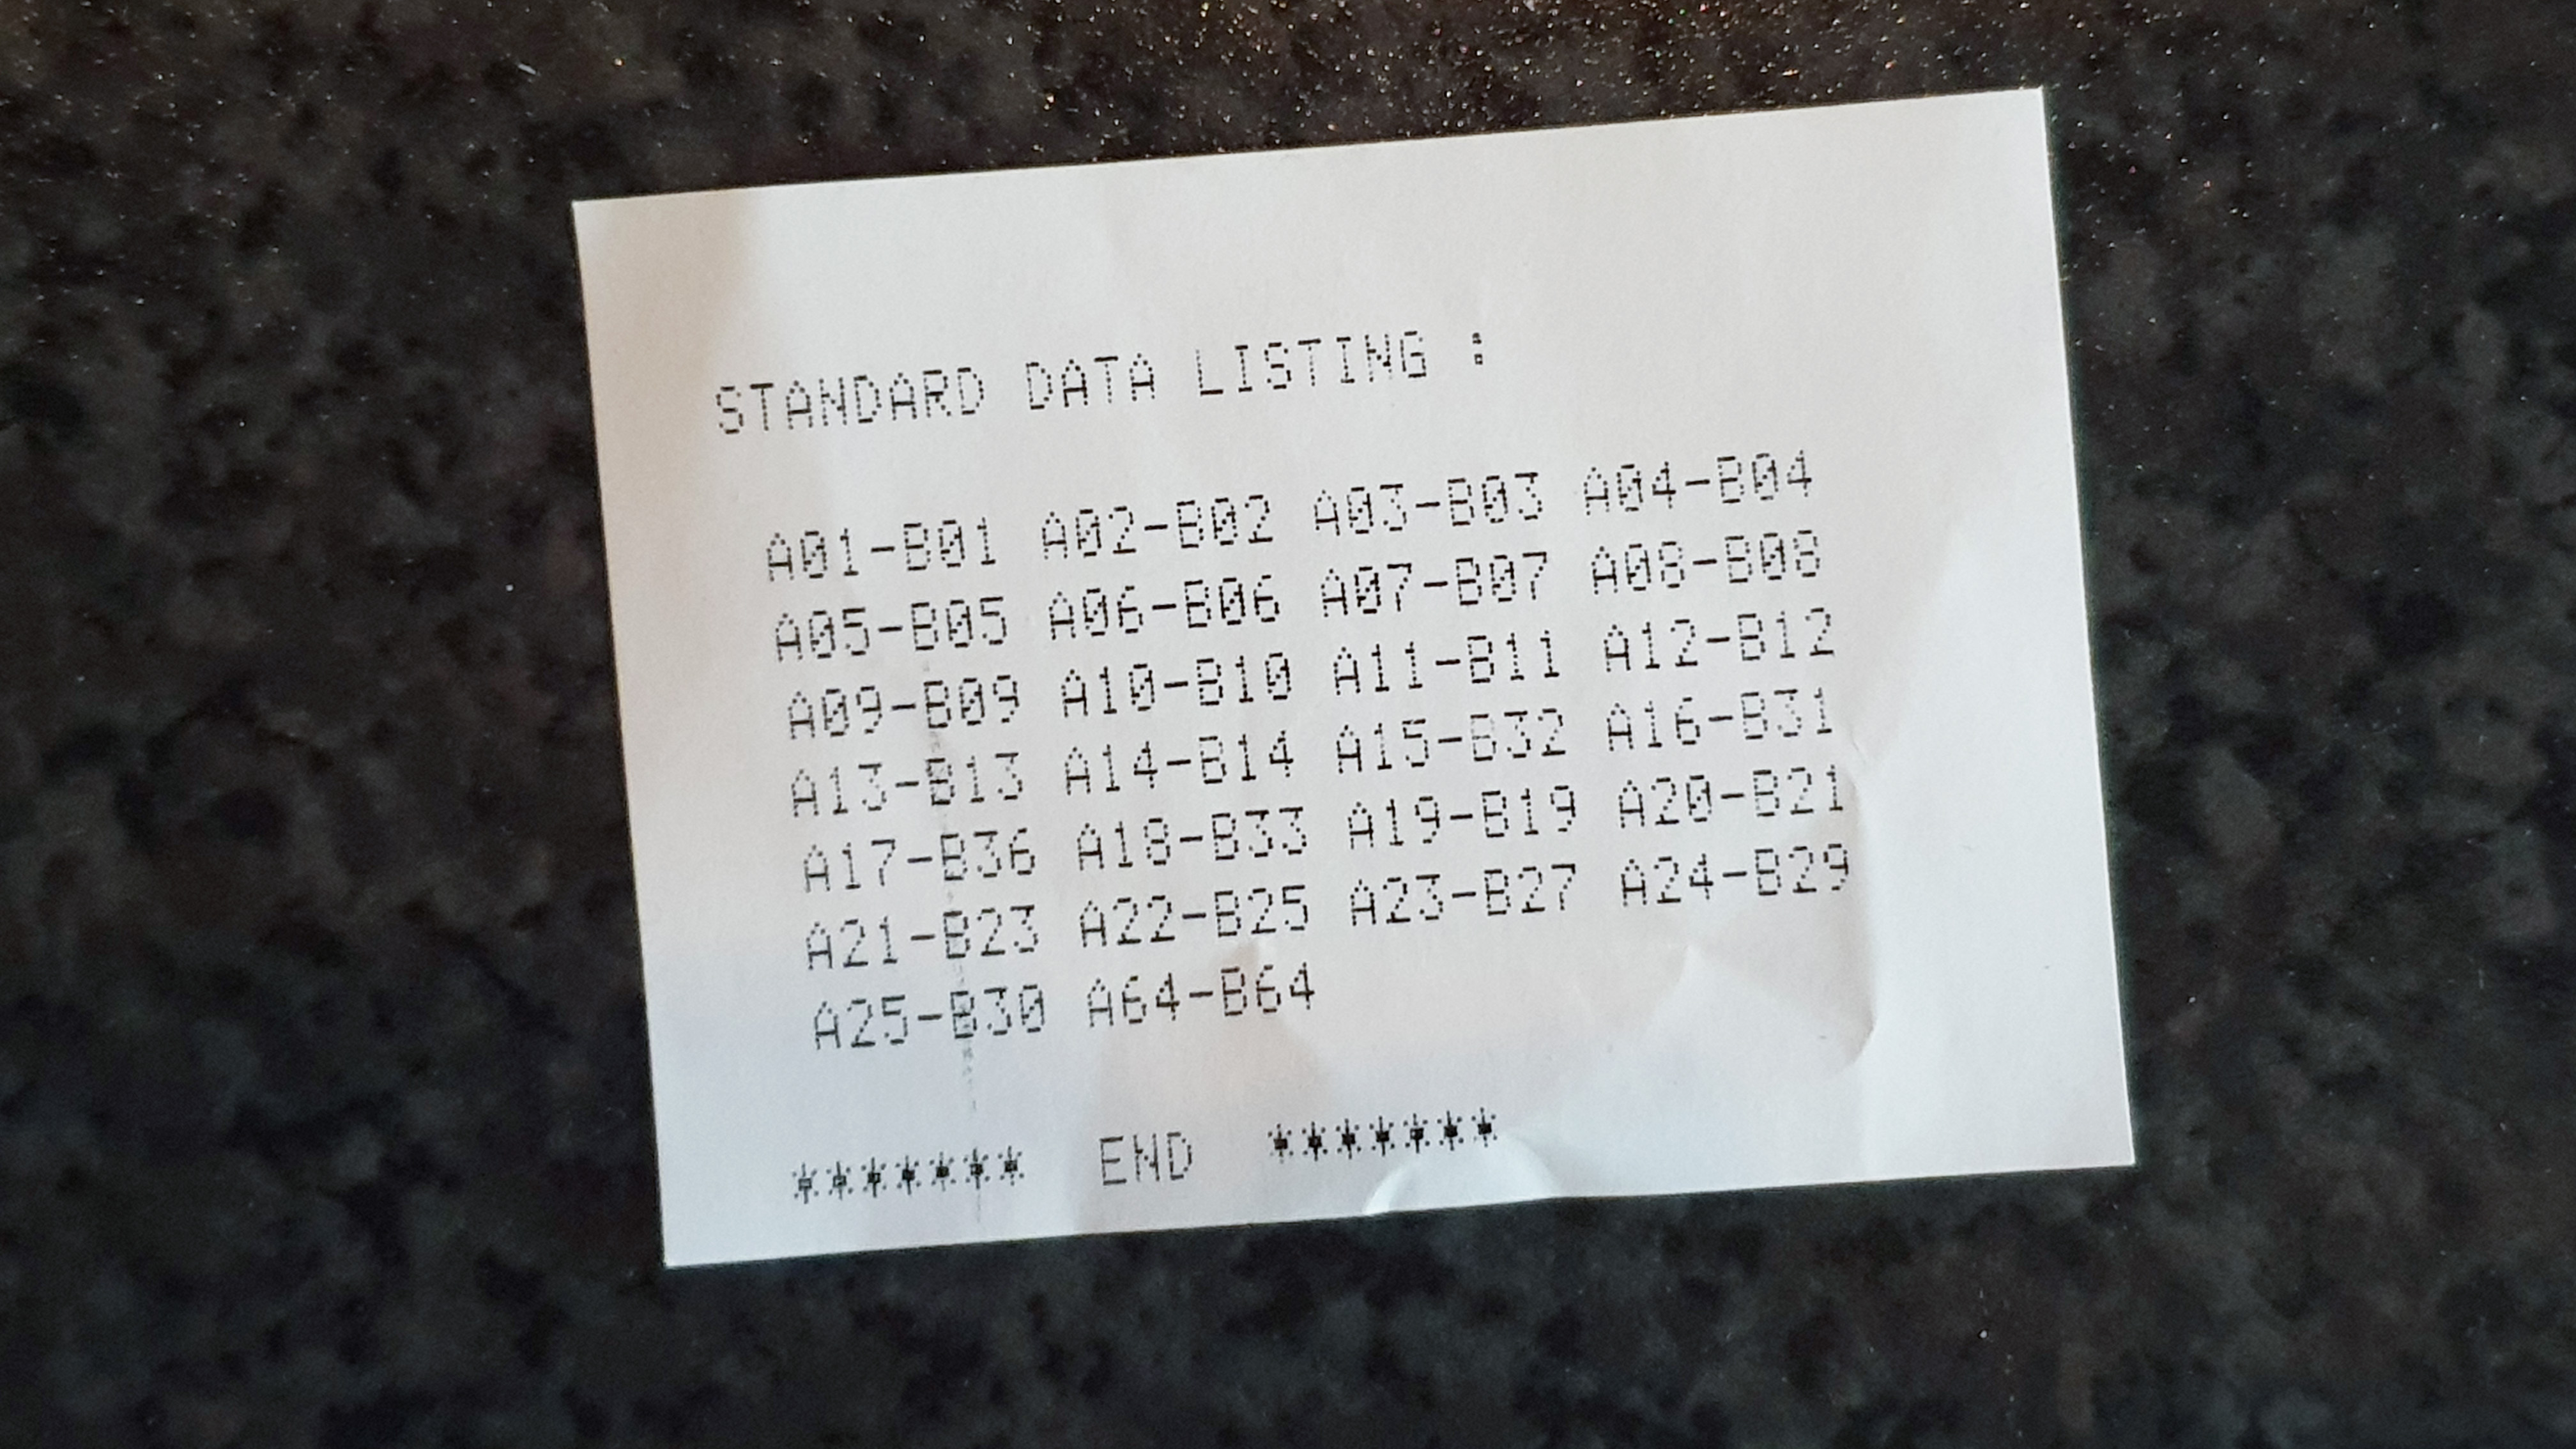 STANDARD DATA LISTING :
A01-B01 A02-B02 A03-B03 A04-B04
A05-B05 A06-B06 A07-B07 A08-B08
A09-B09 A10-B10 A11-B11 A12-B12
A13-B13 A14-B14 A15-B32 A16-B31
A17-B36 A18-B33 A19-B19 A20-B21
A21-B23 A22-B25 A23-B27 A24-B29
A25-B30 A64-B64
******* END *******